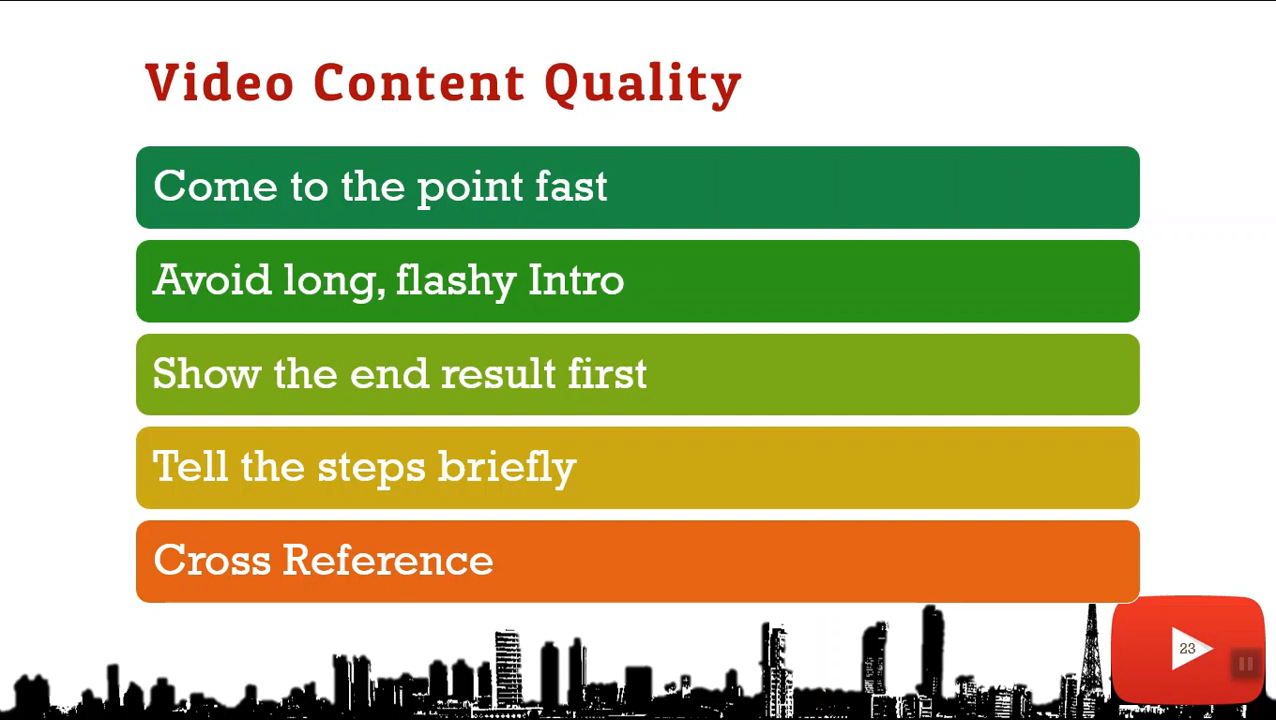 Video Content Quality
Come to the point fast
Avoid long, flashy Intro
Show the end result first
Tell the steps briefly
Cross Reference
23